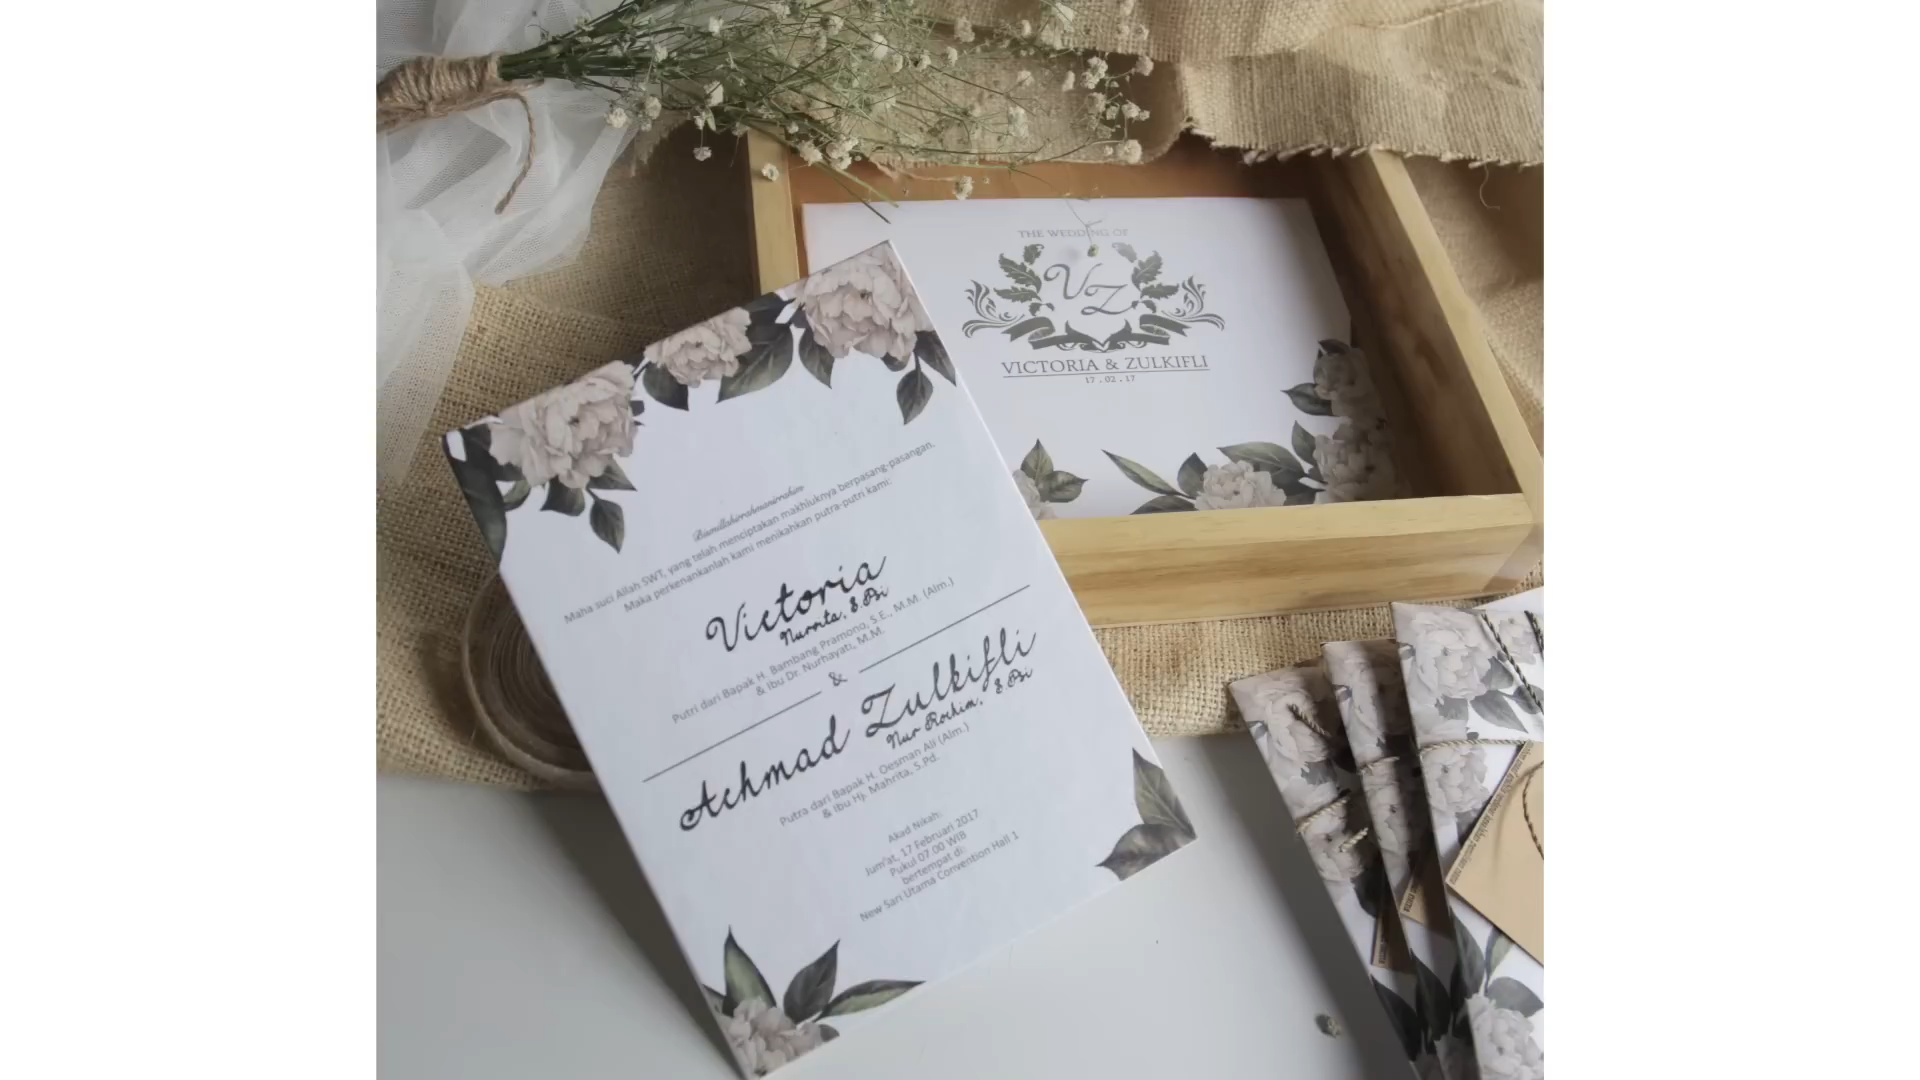 THE WEDDING OF
VZ
VICTORIA & ZULKIFLI
17 . 02 . 17
Bismillahirrahmanirrahim
Maha suci Allah SWT, yang telah menciptakan makhluknya berpasang-pasangan.
Maka perkenankanlah kami menikahkan putra-putri kami:
Victoria
Nurrita, S.Psi
Putri dari Bapak H. Bambang Pramono, S.E., M.M. (Alm.)
& Ibu Dr. Nurhayati, M.M.
&
Achmad Zulkifli
Nur Rochim, S.Psi
Putra dari Bapak H. Oesman Ali (Alm.)
& Ibu Hj. Mahrita, S.Pd.
Akad Nikah:
Jum'at, 17 Februari 2017
Pukul 07.00 WIB
bertempat di:
New Sari Utama Convention Hall 1